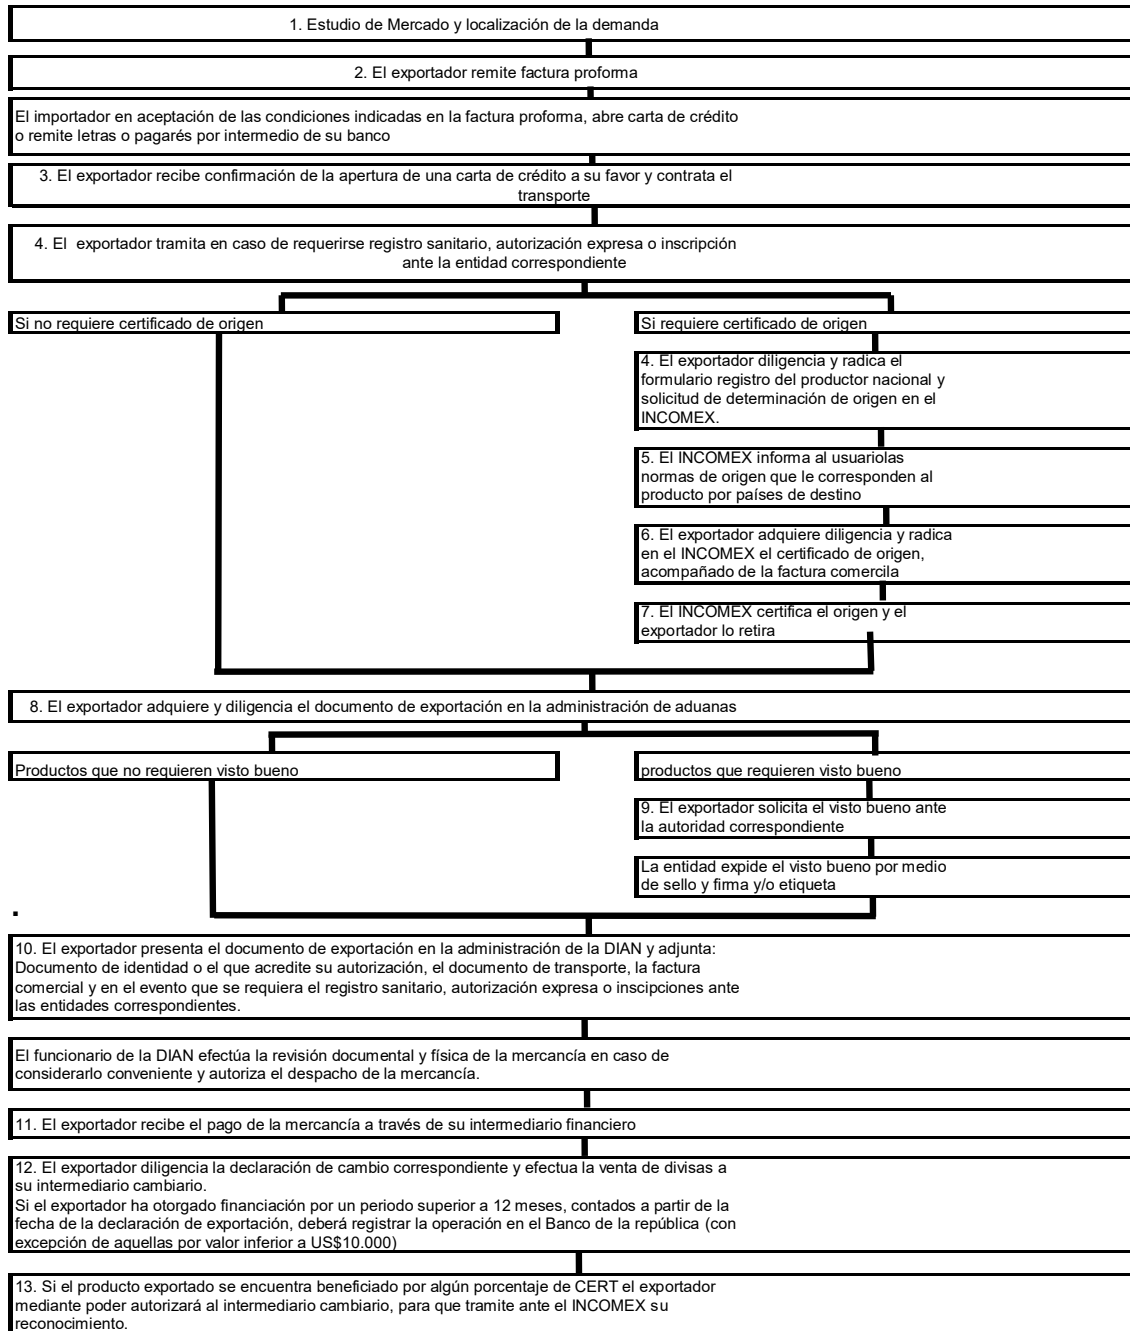 1. Estudio de Mercado y localización de la demanda
2. El exportador remite factura proforma
El importador en aceptación de las condiciones indicadas en la factura proforma, abre carta de crédito
o remite letras o pagarés por intermedio de su banco
3. El exportador recibe confirmación de la apertura de una carta de crédito a su favor y contrata el
transporte
4. El exportador tramita en caso de requerirse registro sanitario, autorización expresa o inscripción
ante la entidad correspondiente
Si no requiere certificado de origen
Si requiere certificado de origen
4. El exportador diligencia y radica el
formulario registro del productor nacional y
solicitud de determinación de origen en el
INCOMEX.
5. El INCOMEX informa al usuariolas
normas de origen que le corresponden al
producto por países de destino
6. El exportador adquiere diligencia y radica
en el INCOMEX el certificado de origen,
acompañado de la factura comercila
7. El INCOMEX certifica el origen y el
exportador lo retira
8. El exportador adquiere y diligencia el documento de exportación en la administración de aduanas
Productos que no requieren visto bueno
productos que requieren visto bueno
9. El exportador solicita el visto bueno ante
la autoridad correspondiente
La entidad expide el visto bueno por medio
de sello y firma y/o etiqueta
.
10. El exportador presenta el documento de exportación en la administración de la DIAN y adjunta:
Documento de identidad o el que acredite su autorización, el documento de transporte, la factura
comercial y en el evento que se requiera el registro sanitario, autorización expresa o inscipciones ante
las entidades correspondientes.
El funcionario de la DIAN efectúa la revisión documental y física de la mercancía en caso de
considerarlo conveniente y autoriza el despacho de la mercancía.
11. El exportador recibe el pago de la mercancía a través de su intermediario financiero
12. El exportador diligencia la declaración de cambio correspondiente y efectua la venta de divisas a
su intermediario cambiario.
Si el exportador ha otorgado financiación por un periodo superior a 12 meses, contados a partir de la
fecha de la declaración de exportación, deberá registrar la operación en el Banco de la república (con
excepción de aquellas por valor inferior a US$10.000)
13. Si el producto exportado se encuentra beneficiado por algún porcentaje de CERT el exportador
mediante poder autorizará al intermediario cambiario, para que tramite ante el INCOMEX su
reconocimiento.